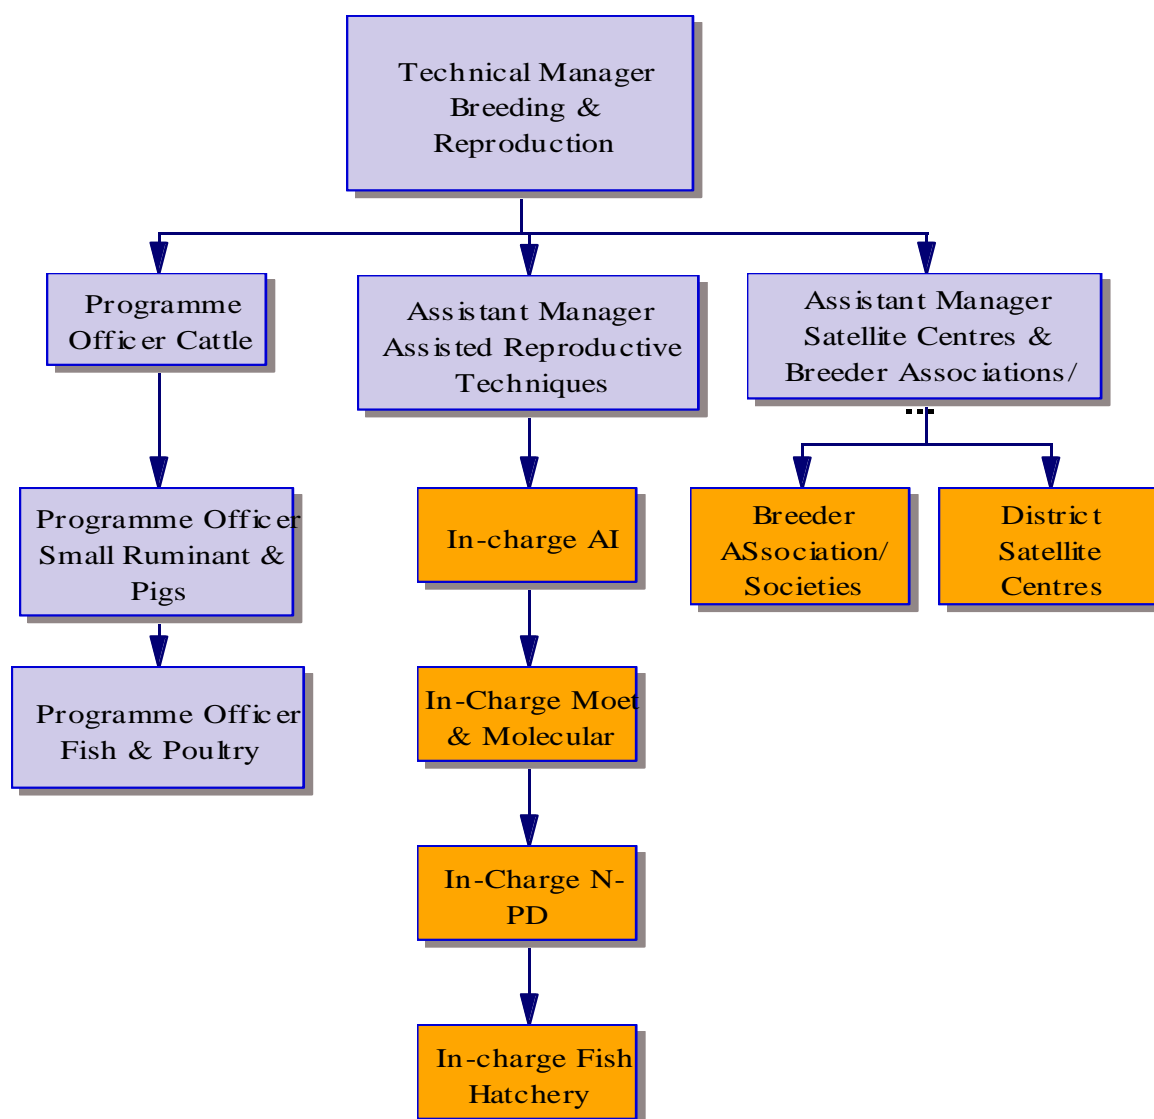 Technical Manager
Breeding &
Reproduction
Programme
Officer Cattle
Assistant Manager
Assisted Reproductive
Techniques
Assistant Manager
Satellite Centres &
Breeder Associations/
...
Programme Officer
Small Ruminant &
Pigs
In-charge AI
Breeder
ASsociation/
Societies
District
Satellite
Centres
Programme Officer
Fish & Poultry
In-Charge Moet
& Molecular
In-Charge N-
PD
In-charge Fish
Hatchery